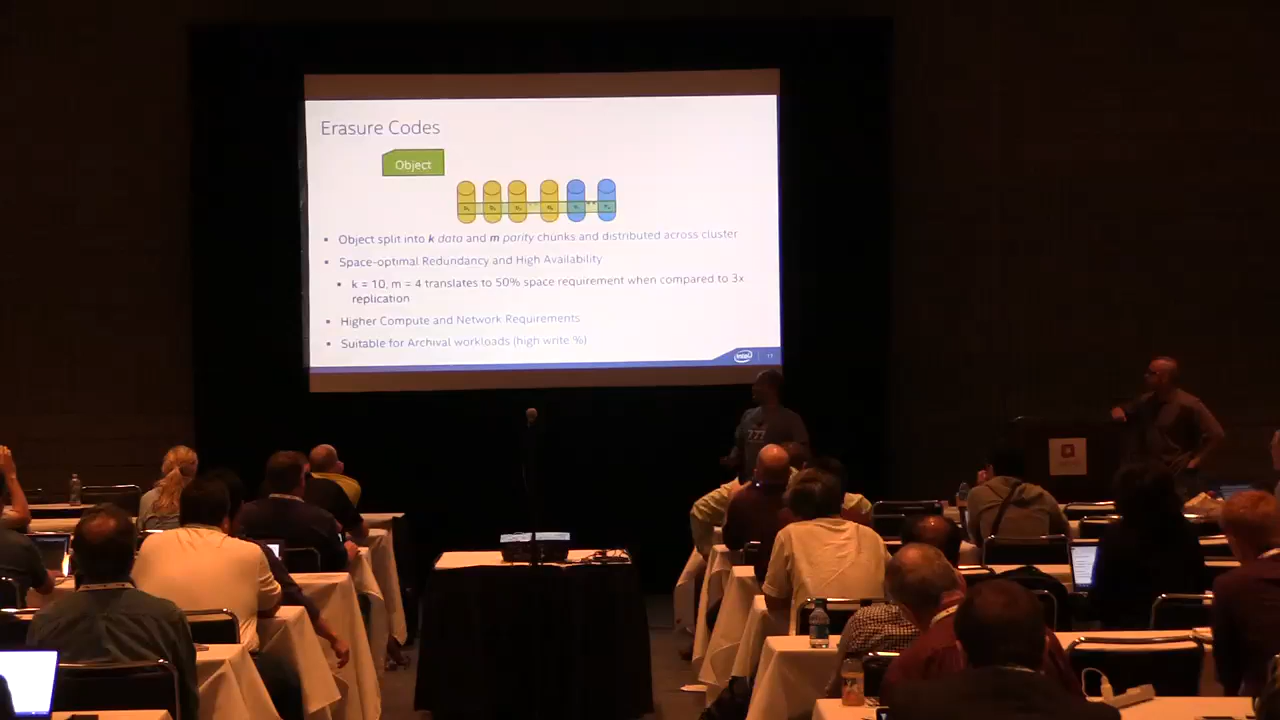 Erasure Codes
Object
• Object split into k data and m parity chunks and distributed across cluster
• Space-optimal Redundancy and High Availability
• k = 10, m = 4 translates to 50% space requirement when compared to 3x
replication
• Higher Compute and Network Requirements
• Suitable for Archival workloads (high write %)
intel
17